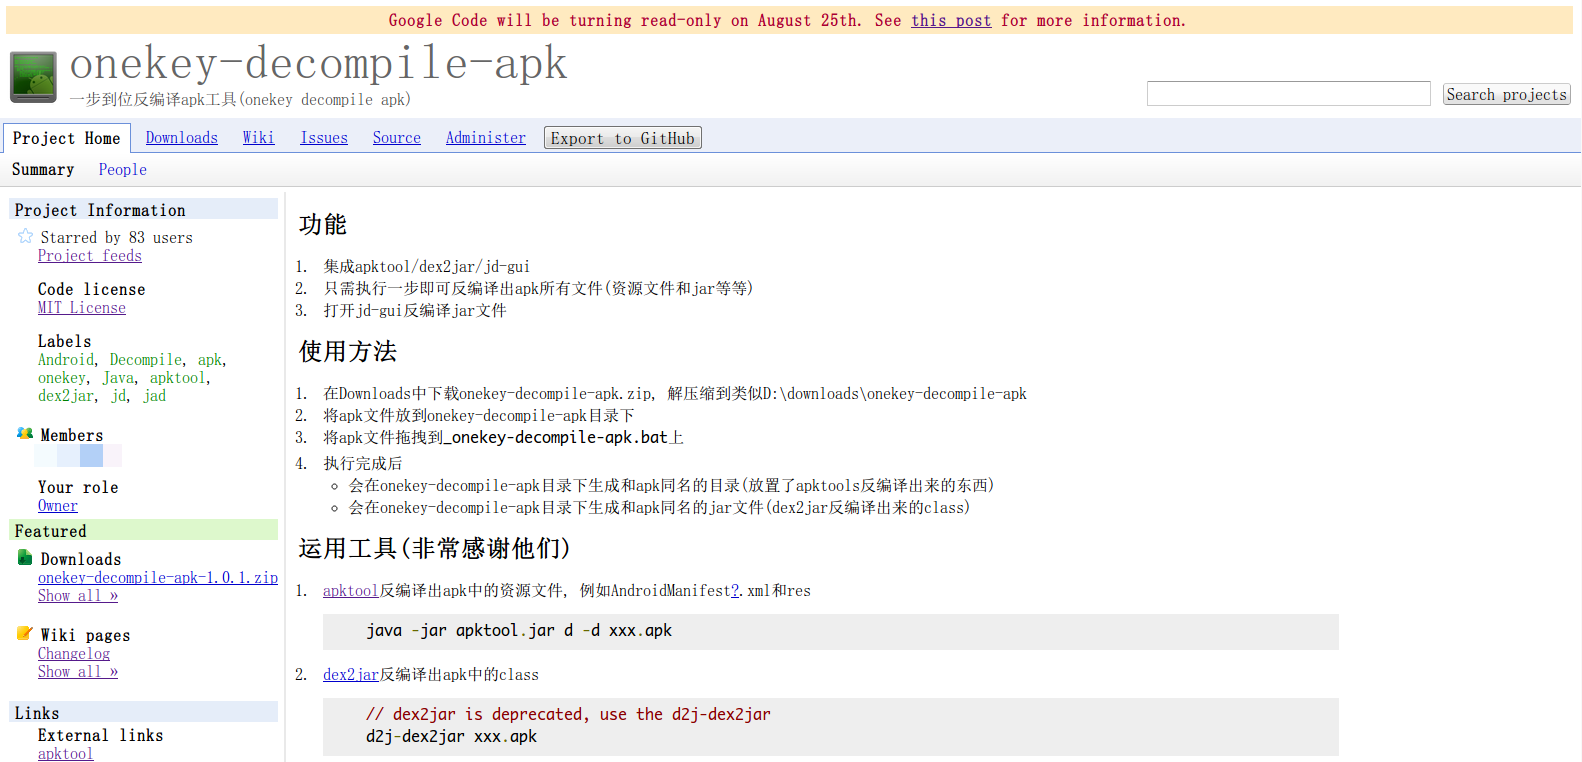 Google Code will be turning read-only on August 25th. See this post for more information.
onekey-decompile-apk
一步到位反编译apk工具(onekey decompile apk)
Search projects
Project Home Downloads Wiki Issues Source Administer Export to GitHub
Summary People
Project Information
Starred by 83 users
Project feeds
Code license
MIT License
Labels
Android, Decompile, apk,
onekey, Java, apktool,
dex2jar, jd, jad
Members
Your role
Owner
Featured
Downloads
onekey-decompile-apk-1.0.1.zip
Show all »
Wiki pages
Changelog
Show all »
Links
External links
apktool
功能
1. 集成apktool/dex2jar/jd-gui
2. 只需执行一步即可反编译出apk所有文件(资源文件和jar等等)
3. 打开jd-gui反编译jar文件
使用方法
1. 在Downloads中下载onekey-decompile-apk.zip, 解压缩到类似D:\downloads\onekey-decompile-apk
2. 将apk文件放到onekey-decompile-apk目录下
3. 将apk文件拖拽到_onekey-decompile-apk.bat上
4. 执行完成后
会在onekey-decompile-apk目录下生成和apk同名的目录(放置了apktools反编译出来的东西)
会在onekey-decompile-apk目录下生成和apk同名的jar文件(dex2jar反编译出来的class)
运用工具(非常感谢他们)
1. apktool反编译出apk中的资源文件, 例如AndroidManifest?.xml和res
java -jar apktool.jar d -d xxx.apk
2. dex2jar反编译出apk中的class
// dex2jar is deprecated, use the d2j-dex2jar
d2j-dex2jar xxx.apk